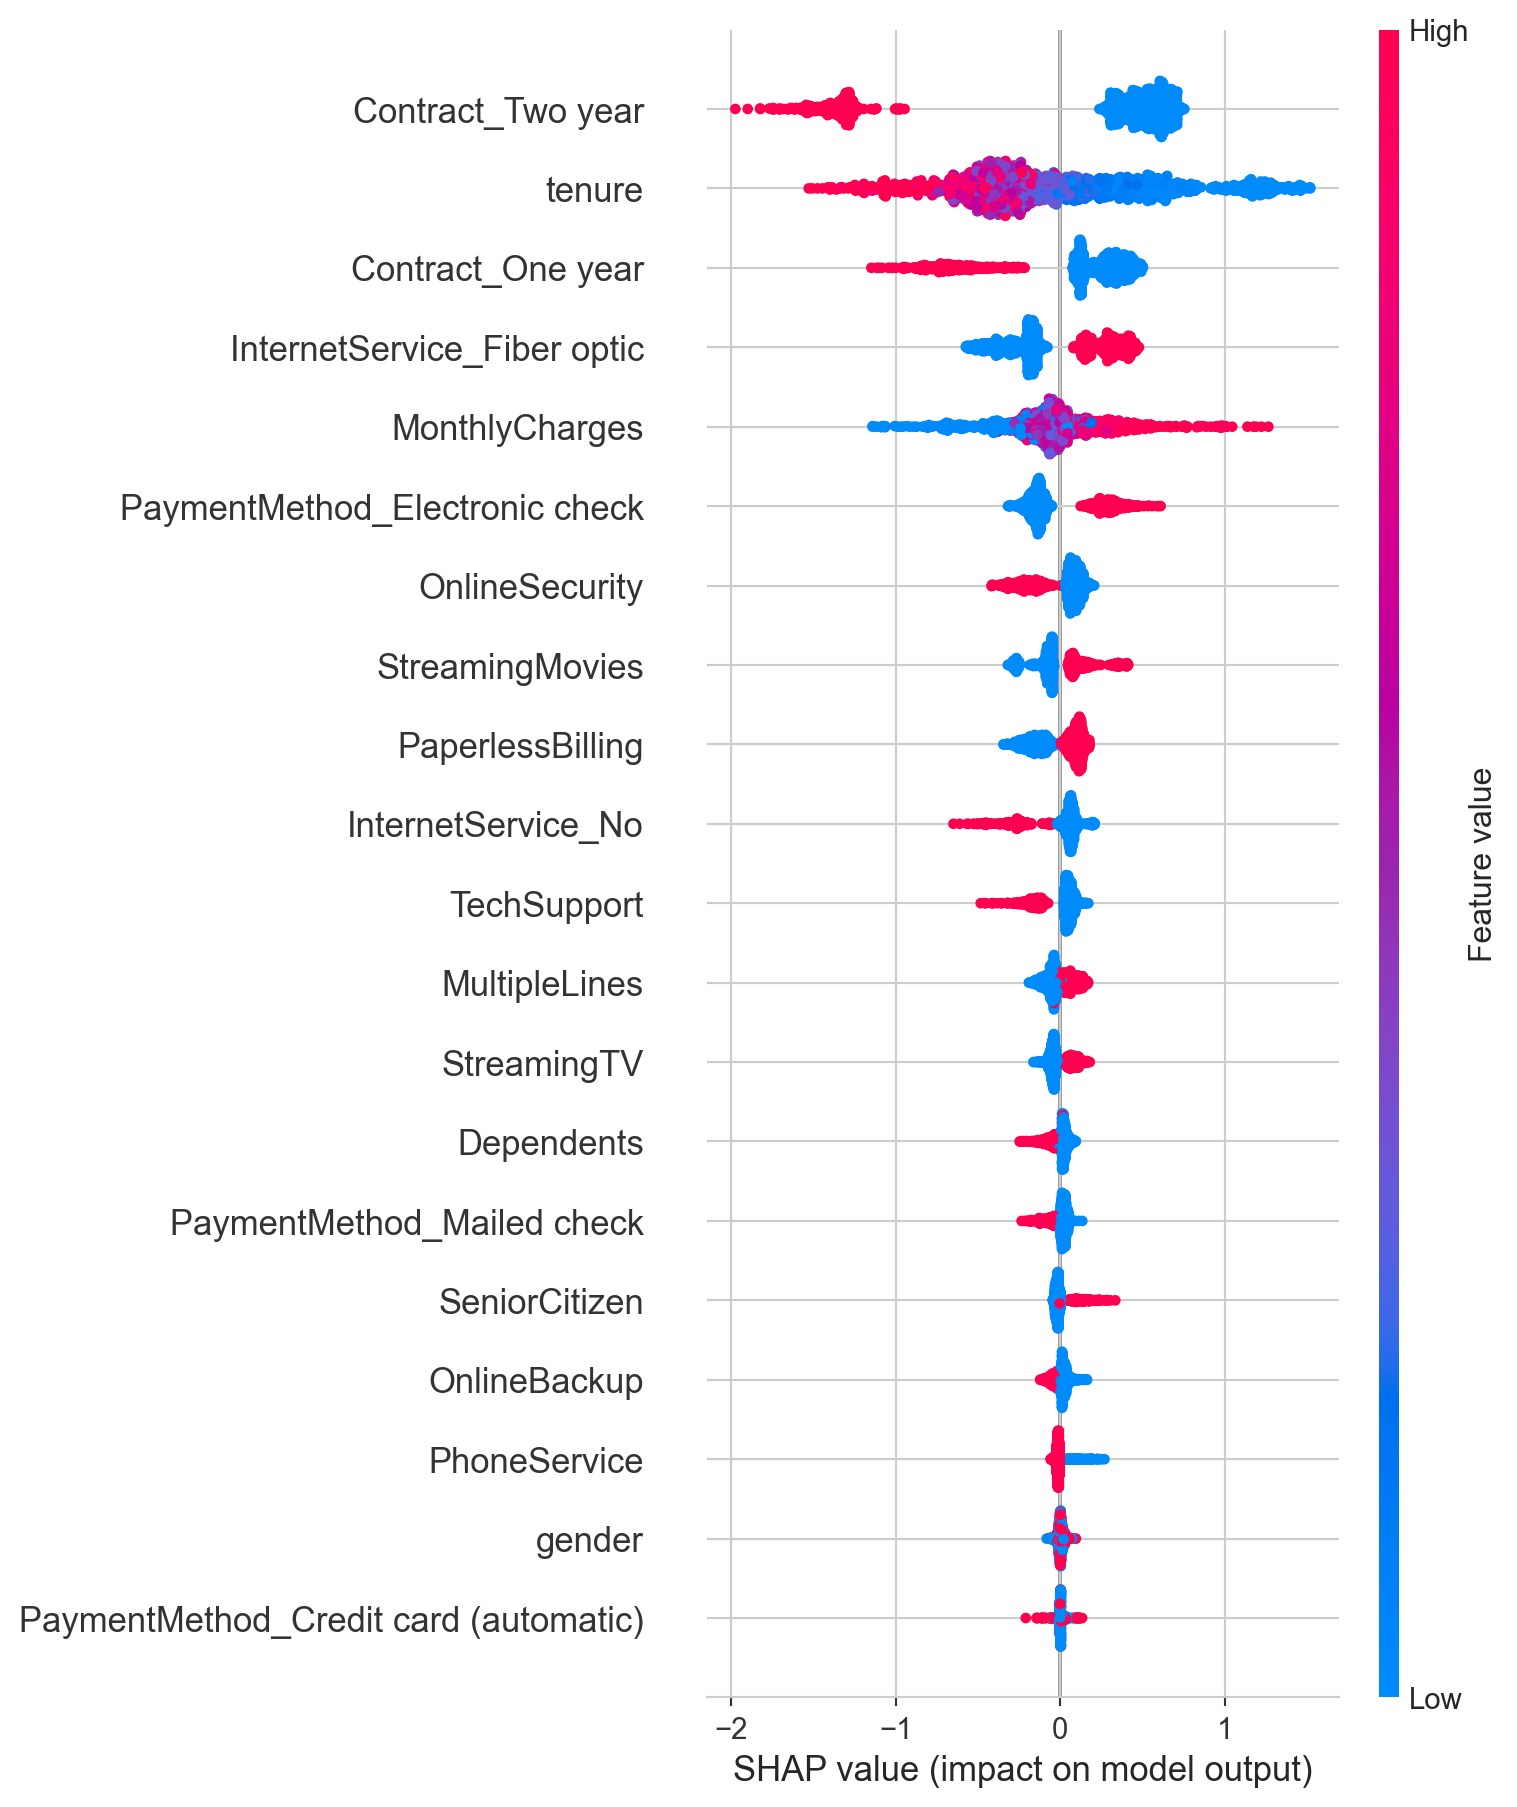 High
Contract_Two year
tenure
Contract_One year
InternetService_Fiber optic
MonthlyCharges
PaymentMethod_Electronic check
OnlineSecurity
StreamingMovies
PaperlessBilling
InternetService_No
TechSupport
MultipleLines
StreamingTV
Dependents
PaymentMethod_Mailed check
SeniorCitizen
OnlineBackup
PhoneService
gender
PaymentMethod_Credit card (automatic)
Feature value
Low
−2 −1 0 1
SHAP value (impact on model output)